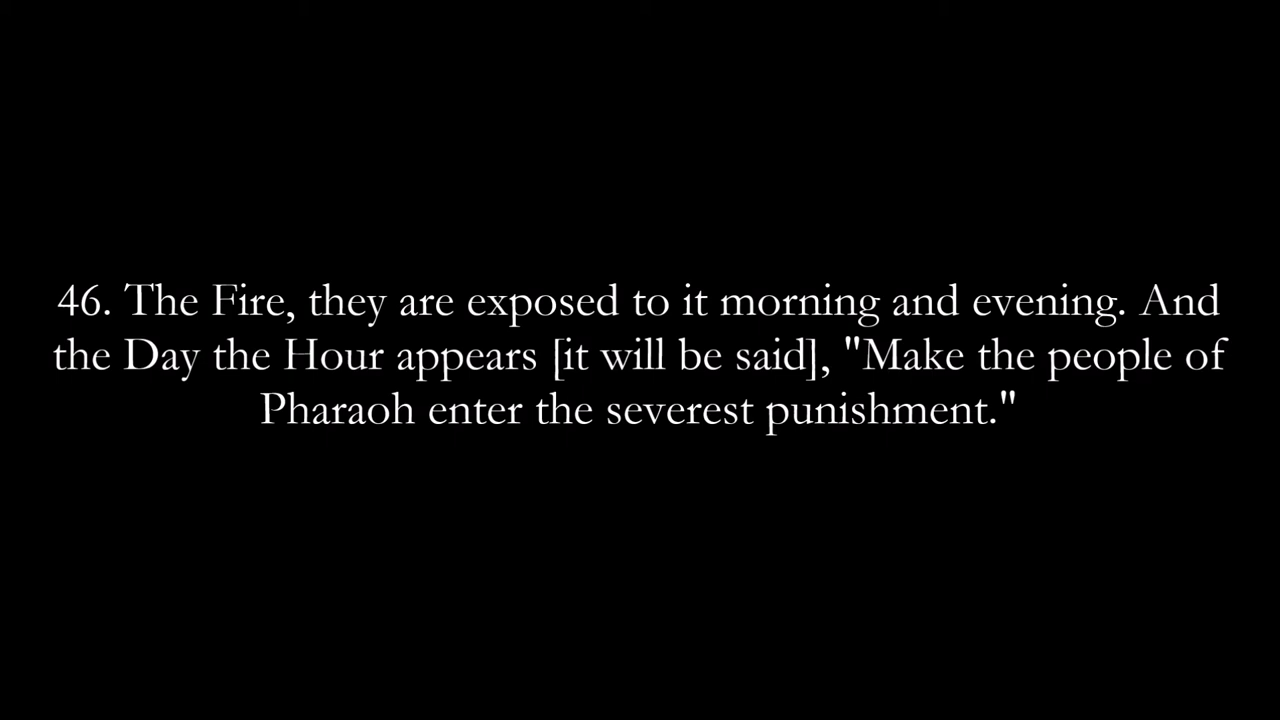 46. The Fire, they are exposed to it morning and evening. And
the Day the Hour appears [it will be said], "Make the people of
Pharaoh enter the severest punishment."